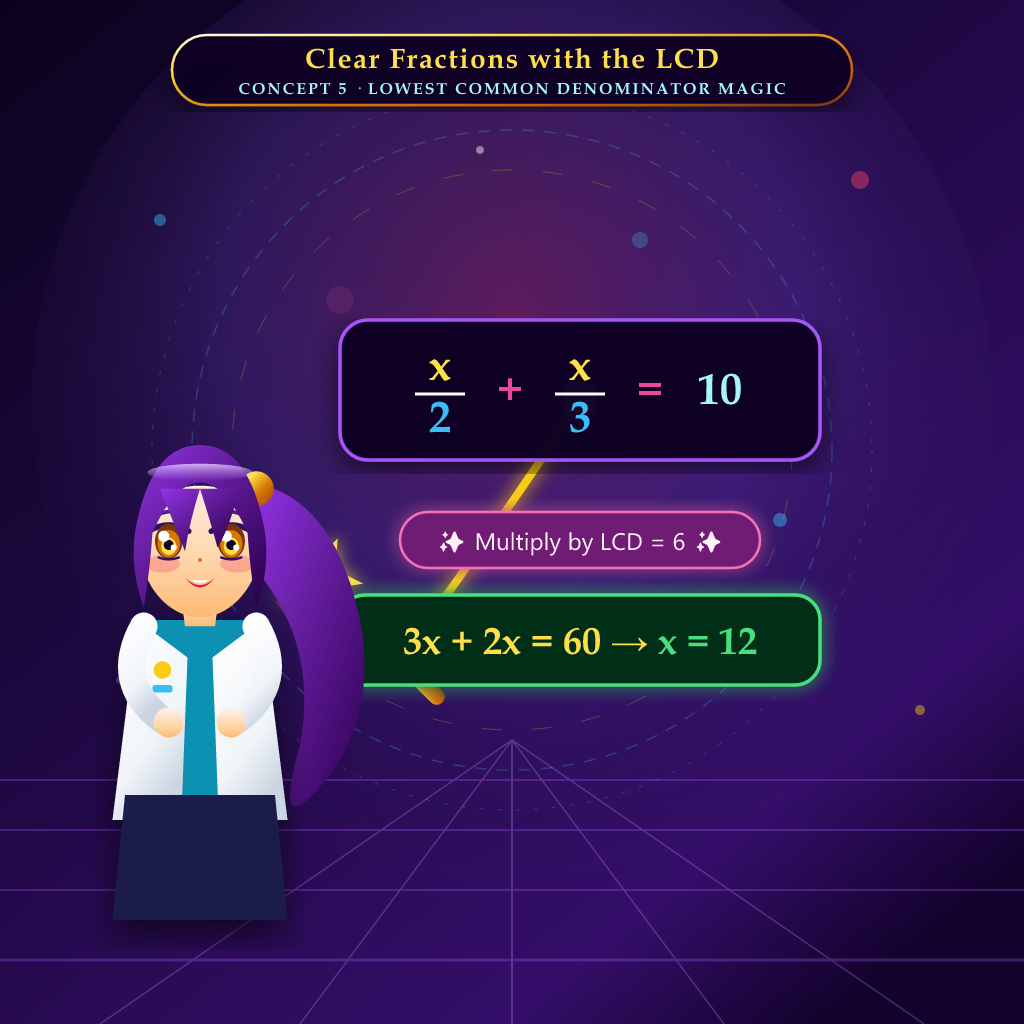 Clear Fractions with the LCD
CONCEPT 5 · LOWEST COMMON DENOMINATOR MAGIC
x/2 + x/3 = 10
✨ Multiply by LCD = 6 ✨
3x + 2x = 60 → x = 12